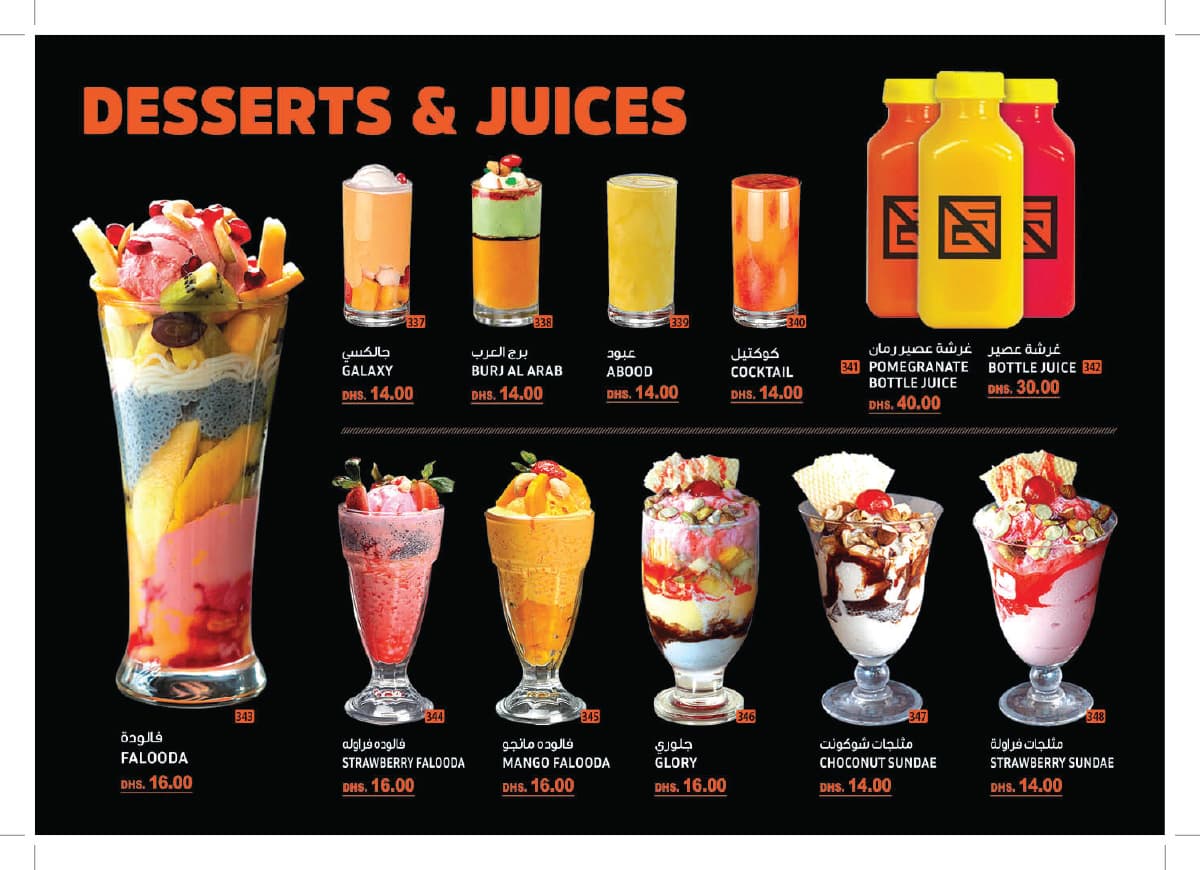 DESSERTS & JUICES
337
جالكسي
GALAXY
DHS. 14.00
338
برج العرب
BURJ AL ARAB
DHS. 14.00
339
عبود
ABOOD
DHS. 14.00
340
كوكتيل
COCKTAIL
DHS. 14.00
341
غرشة عصير رمان
POMEGRANATE
BOTTLE JUICE
DHS. 40.00
غرشة عصير
BOTTLE JUICE 342
DHS. 30.00
343
فالودة
FALOODA
DHS. 16.00
344
فالوده فراوله
STRAWBERRY FALOODA
DHS. 16.00
345
فالوده مانجو
MANGO FALOODA
DHS. 16.00
346
جلوري
GLORY
DHS. 16.00
347
مثلجات شوكونت
CHOCONUT SUNDAE
DHS. 14.00
348
مثلجات فراولة
STRAWBERRY SUNDAE
DHS. 14.00